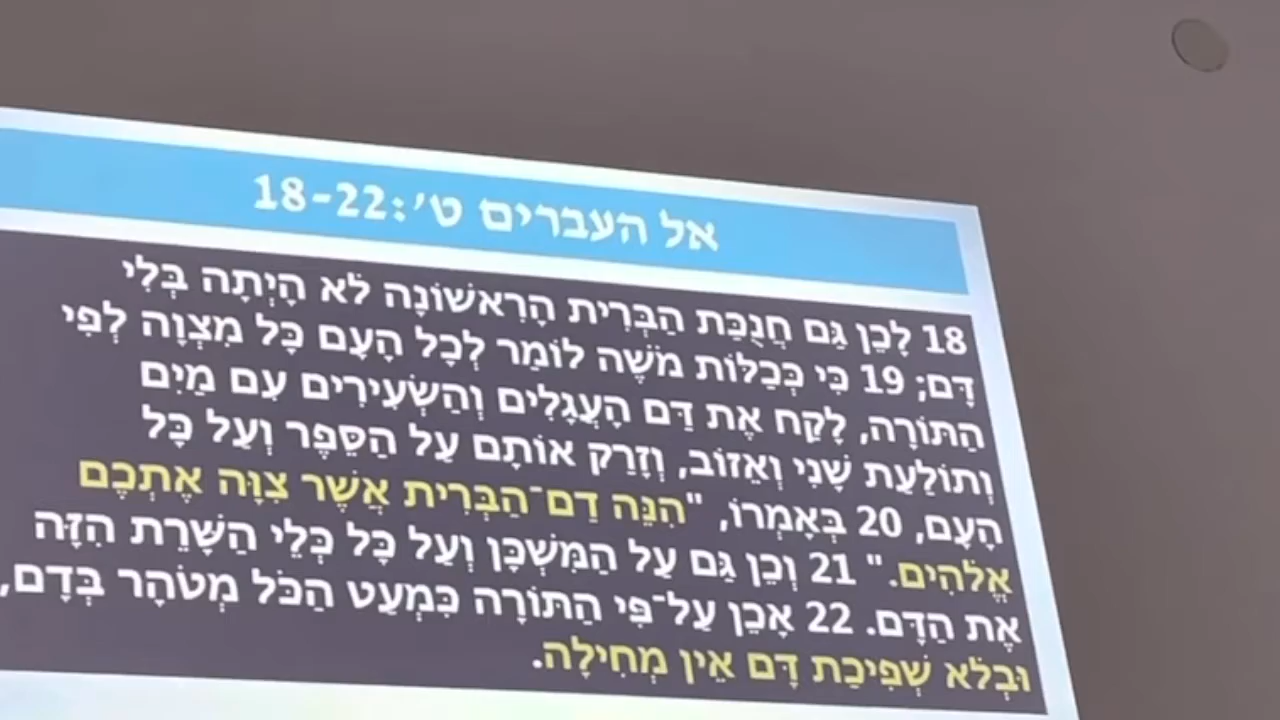 אל העברים ט׳:18-22
18 לָכֵן גַּם חֲנֻכַּת הַבְּרִית הָרִאשׁוֹנָה לֹא הָיְתָה בְּלִי
דָּם; 19 כִּי כְּכַלּוֹת מֹשֶׁה לוֹמַר לְכָל הָעָם כָּל מִצְוָה לְפִי
הַתּוֹרָה, לָקַח אֶת דַּם הָעֲגָלִים וְהַשְּׂעִירִים עִם מַיִם
וְתוֹלַעַת שָׁנִי וְאֵזוֹב, וְזָרַק אוֹתָם עַל הַסֵּפֶר וְעַל כָּל
הָעָם, 20 בְּאָמְרוֹ, "הִנֵּה דַם־הַבְּרִית אֲשֶׁר צִוָּה אֶתְכֶם
אֱלֹהִים." 21 וְכֵן גַּם עַל הַמִּשְׁכָּן וְעַל כָּל כְּלֵי הַשָּׁרֵת הִזָּה
אֶת הַדָּם. 22 אָכֵן עַל־פִּי הַתּוֹרָה כִּמְעַט הַכֹּל מְטֹהָר בְּדָם,
וּבְלֹא שְׁפִיכַת דָּם אֵין מְחִילָה.